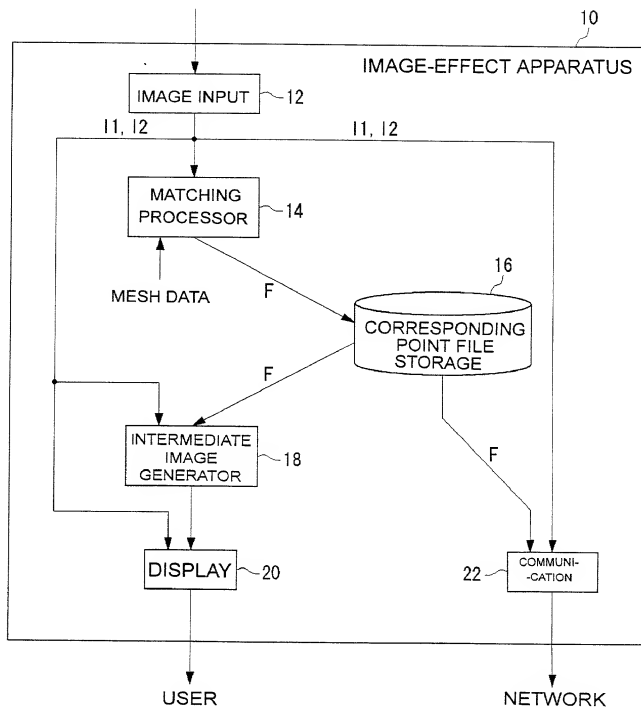 10
IMAGE-EFFECT APPARATUS
IMAGE INPUT
12
I1, I2
I1, I2
MATCHING
PROCESSOR
14
MESH DATA
F
16
CORRESPONDING
POINT FILE
STORAGE
F
INTERMEDIATE
IMAGE
GENERATOR
18
F
DISPLAY
20
22
COMMUNI-
-CATION
USER
NETWORK